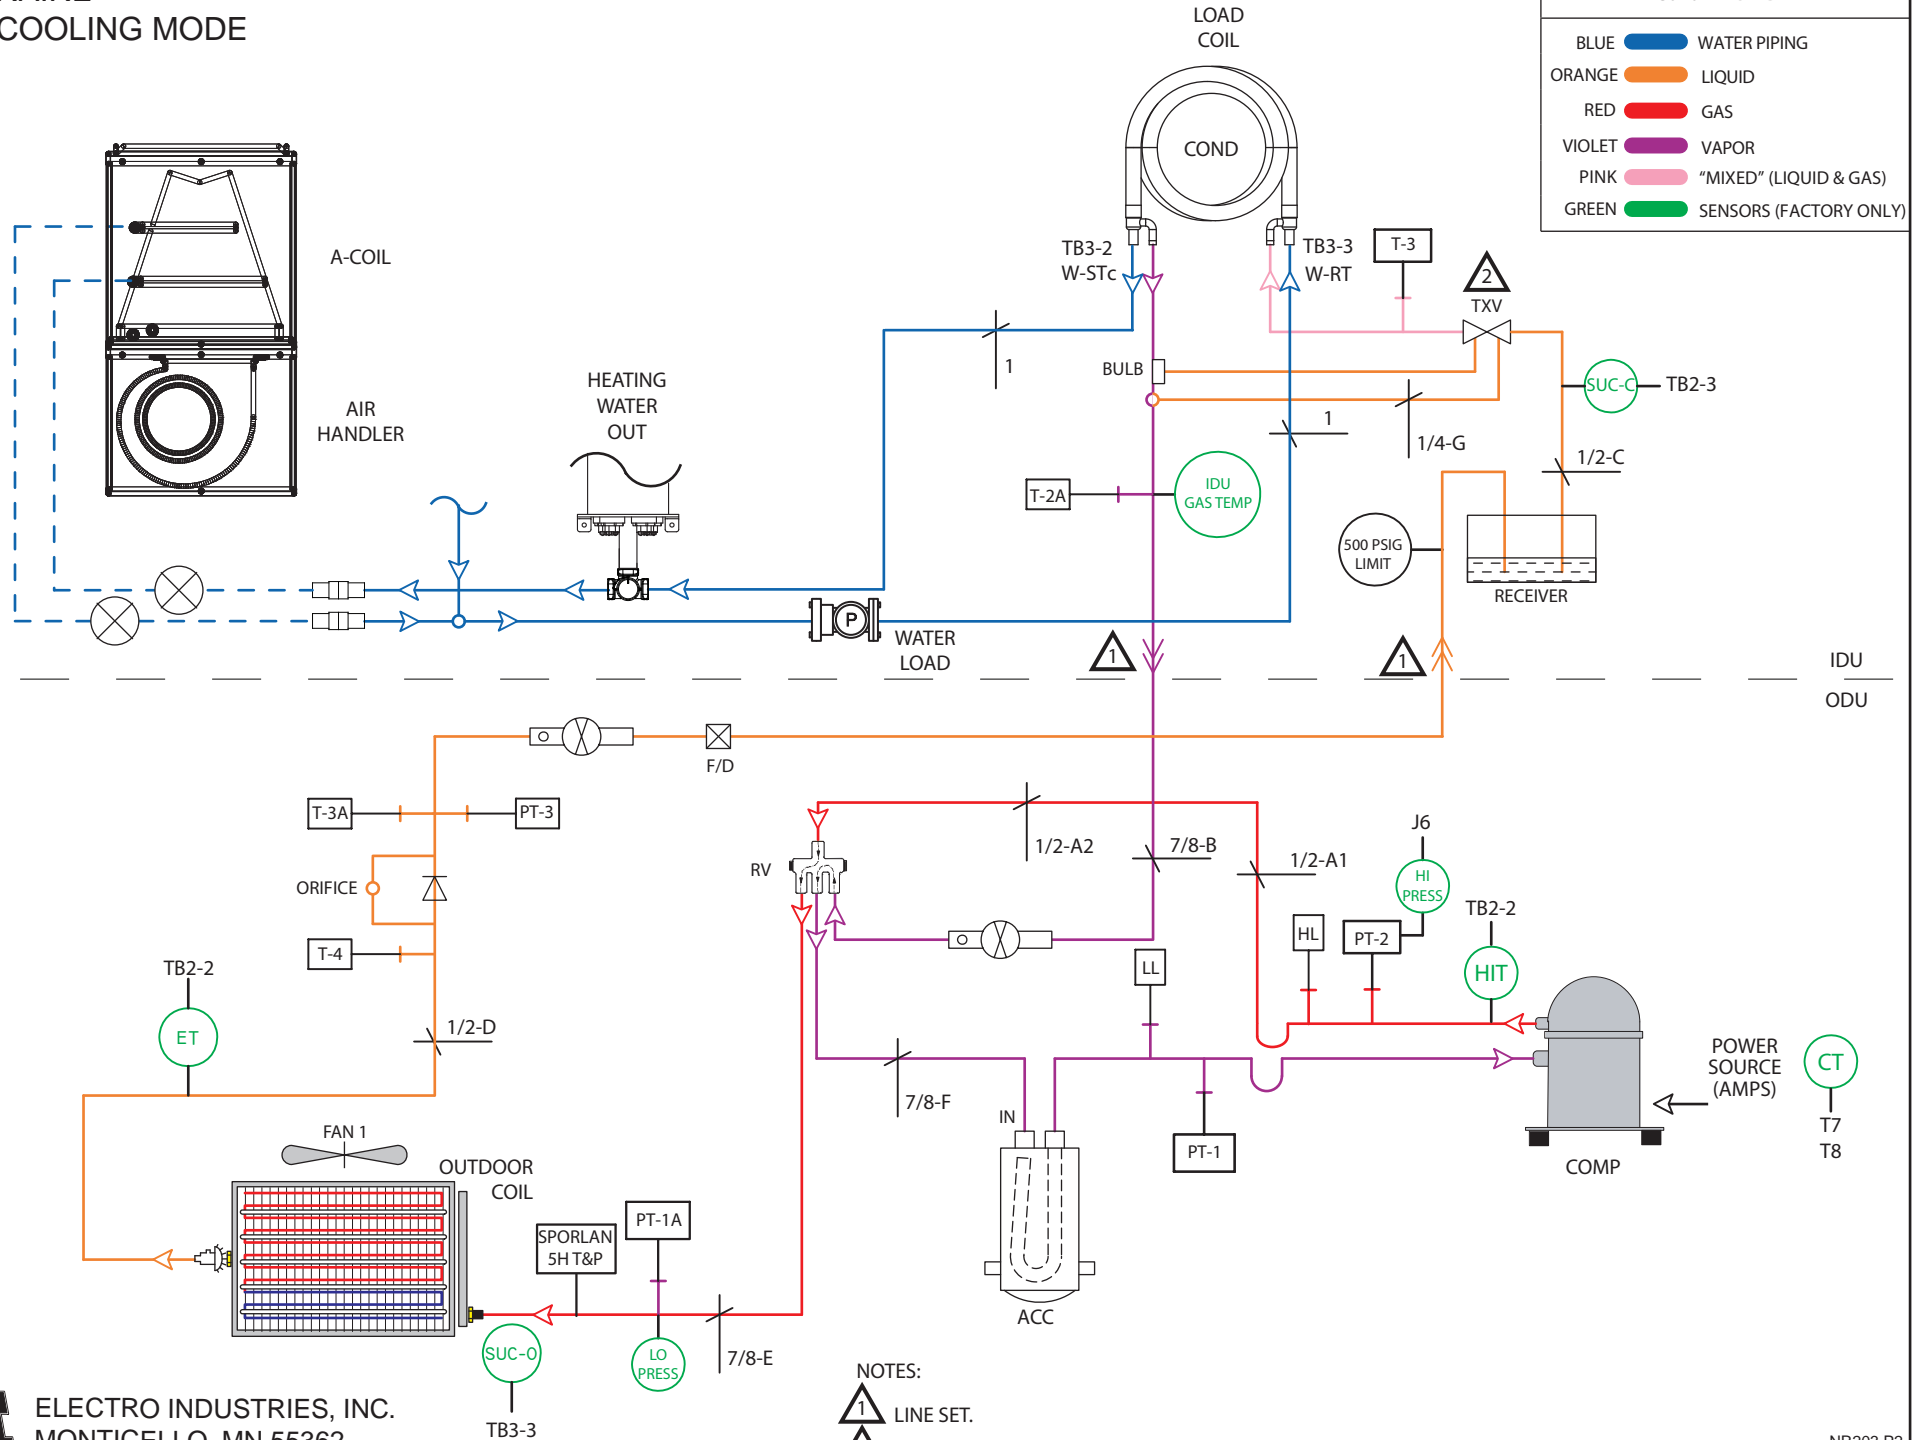 COOLING MODE
LOAD
COIL
BLUE WATER PIPING
ORANGE LIQUID
RED GAS
VIOLET VAPOR
PINK “MIXED” (LIQUID & GAS)
GREEN SENSORS (FACTORY ONLY)
COND
TB3-2
W-STc
TB3-3
W-RT
T-3
2
TXV
A-COIL
BULB
1
SUC-C
TB2-3
HEATING
WATER
OUT
AIR
HANDLER
1
1/4-G
1/2-C
T-2A
IDU
GAS TEMP
500 PSIG
LIMIT
RECEIVER
P
WATER
LOAD
1
1
IDU
ODU
F/D
T-3A
PT-3
J6
1/2-A2
7/8-B
1/2-A1
RV
ORIFICE
HI
PRESS
TB2-2
HL
PT-2
T-4
LL
HIT
TB2-2
ET
1/2-D
POWER
SOURCE
(AMPS)
CT
7/8-F
IN
T7
T8
FAN 1
PT-1
COMP
OUTDOOR
COIL
PT-1A
SPORLAN
5H T&P
ACC
SUC-O
LO
PRESS
7/8-E
TB3-3
NOTES:
1 LINE SET.
ELECTRO INDUSTRIES, INC.
MONTICELLO, MN 55362